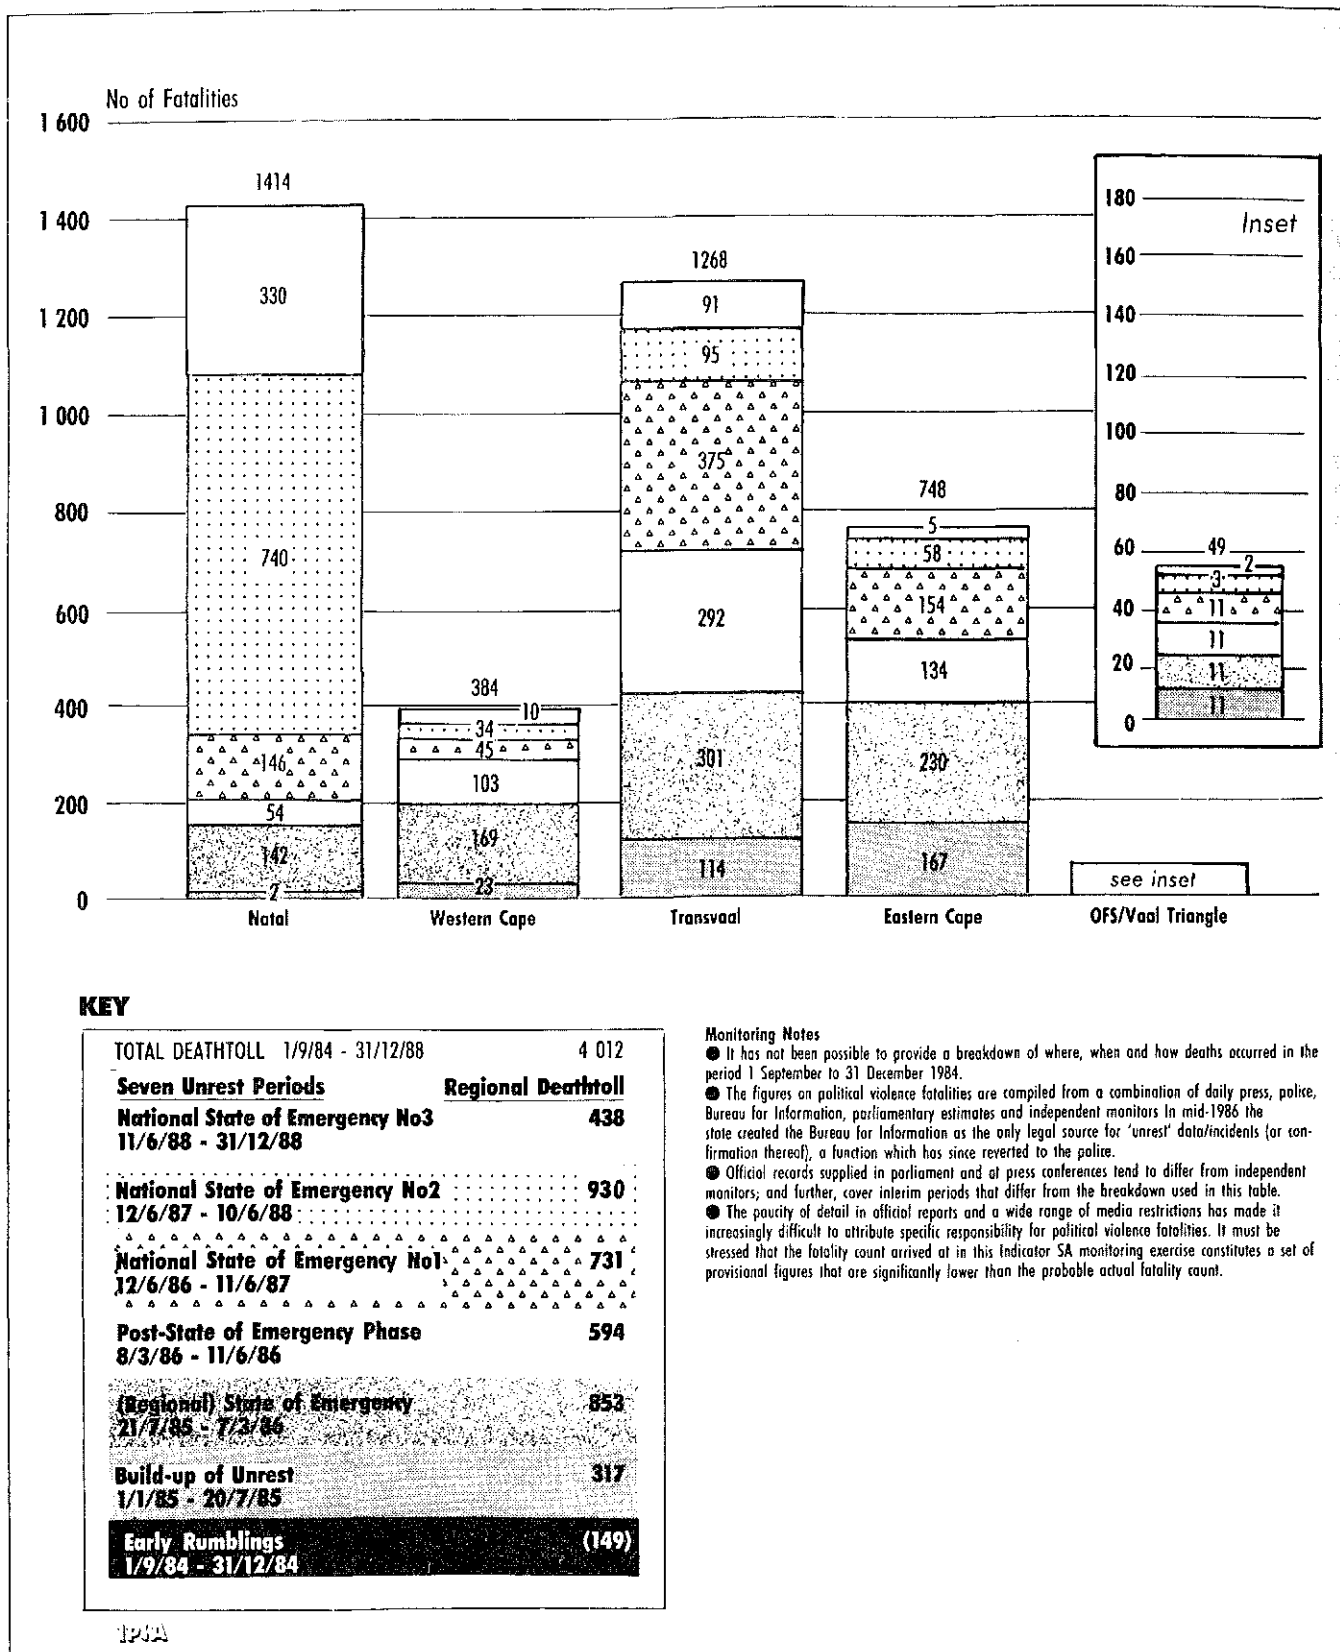 No of Fatalities
1 600
1 400
1 200
1 000
800
600
400
200
0
1414
330
740
146
54
142
2
Natal
384
10
34
45
103
169
23
Western Cape
1268
91
95
375
292
301
114
Transvaal
748
5
58
154
134
230
167
Eastern Cape
see inset
OFS/Vaal Triangle
Inset
180
160
140
120
100
80
60
40
20
0
49
2
3
11
11
11
11
KEY
TOTAL DEATHTOLL 1/9/84 - 31/12/88 4 012
Seven Unrest Periods Regional Deathtoll
National State of Emergency No3 438
11/6/88 - 31/12/88
National State of Emergency No2 930
12/6/87 - 10/6/88
National State of Emergency No1 731
12/6/86 - 11/6/87
Post-State of Emergency Phase 594
8/3/86 - 11/6/86
(Regional) State of Emergency 853
21/7/85 - 7/3/86
Build-up of Unrest 317
1/1/85 - 20/7/85
Early Rumblings (149)
1/9/84 - 31/12/84
Monitoring Notes
● It has not been possible to provide a breakdown of where, when and how deaths occurred in the
period 1 September to 31 December 1984.
● The figures on political violence fatalities are compiled from a combination of daily press, police,
Bureau for Information, parliamentary estimates and independent monitors In mid-1986 the
state created the Bureau for Information as the only legal source for 'unrest' data/incidents (or con-
firmation thereof), a function which has since reverted to the police.
● Official records supplied in parliament and at press conferences tend to differ from independent
monitors; and further, cover interim periods that differ from the breakdown used in this table.
● The paucity of detail in official reports and a wide range of media restrictions has made it
increasingly difficult to attribute specific responsibility for political violence fatalities. It must be
stressed that the fatality count arrived at in this Indicator SA monitoring exercise constitutes a set of
provisional figures that are significantly lower than the probable actual fatality count.